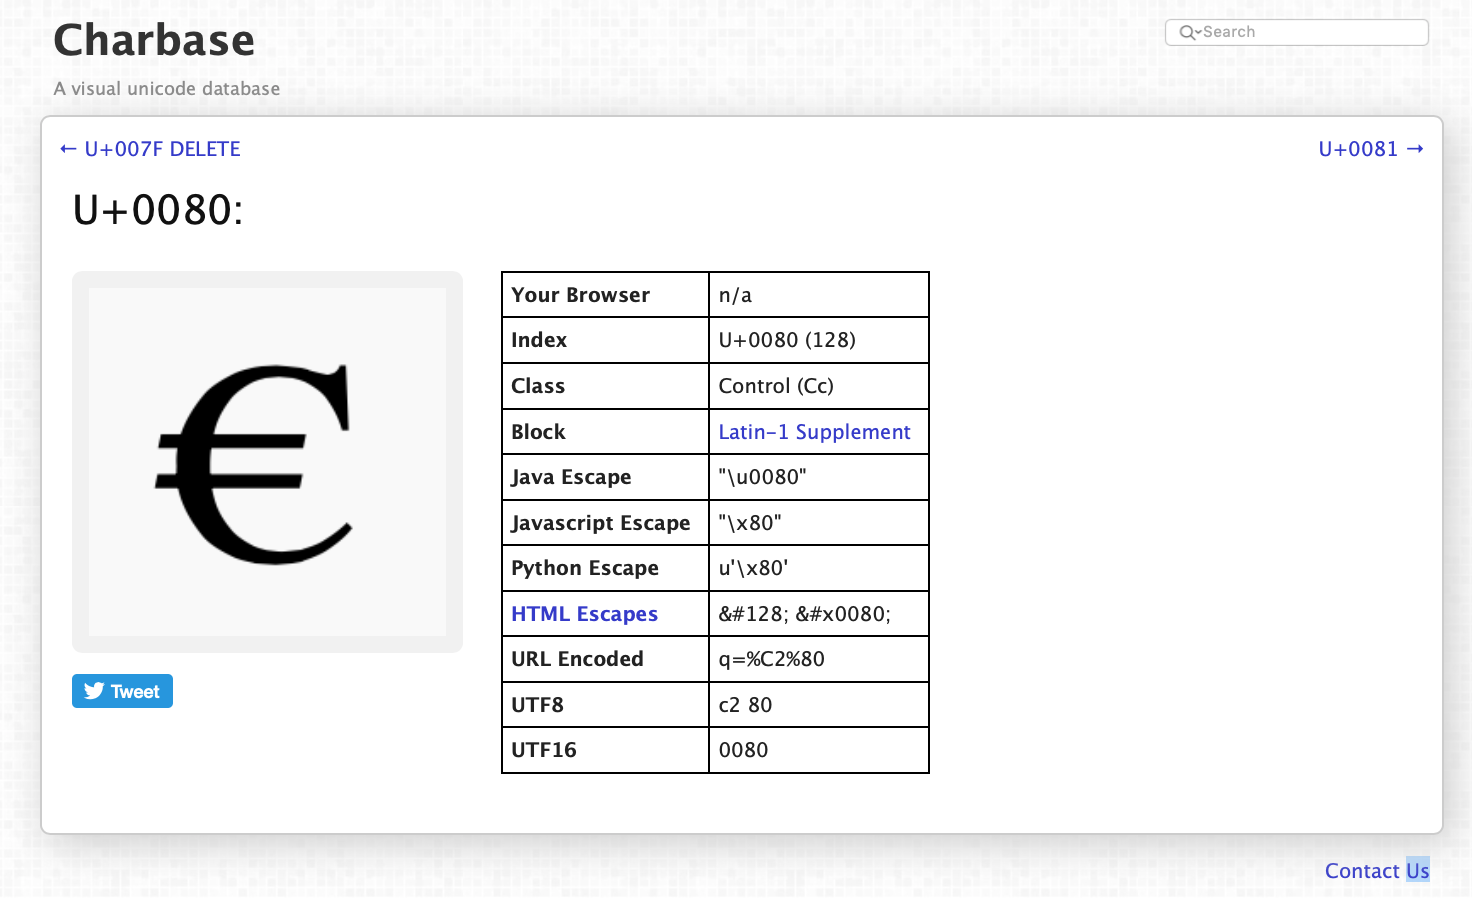 Charbase
Search
A visual unicode database
← U+007F DELETE
U+0081 →
U+0080:
€
Your Browser n/a
Index U+0080 (128)
Class Control (Cc)
Block Latin-1 Supplement
Java Escape "\u0080"
Javascript Escape "\x80"
Python Escape u'\x80'
HTML Escapes &#128; &#x0080;
URL Encoded q=%C2%80
UTF8 c2 80
UTF16 0080
Tweet
Contact Us